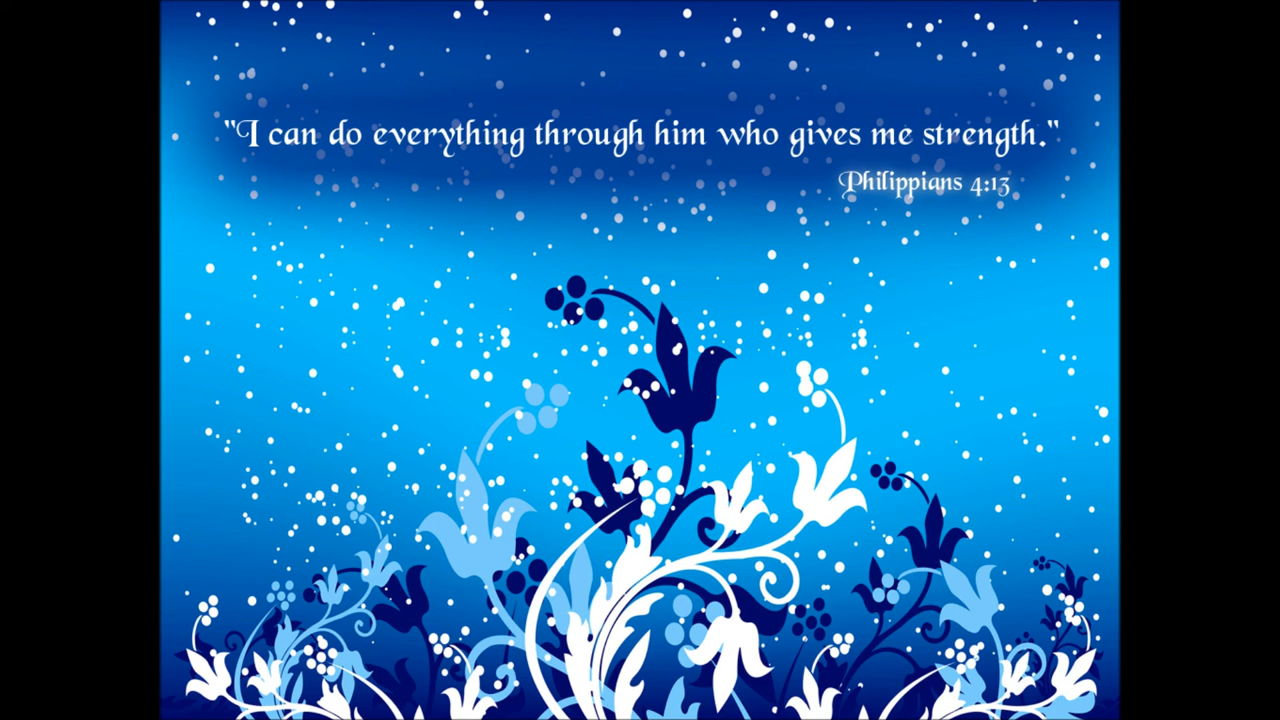 "I can do everything through him who gives me strength."
Philippians 4:13